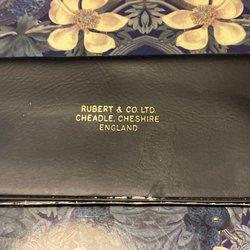 RUBERT & CO. LTD.
CHEADLE, CHESHIRE
ENGLAND